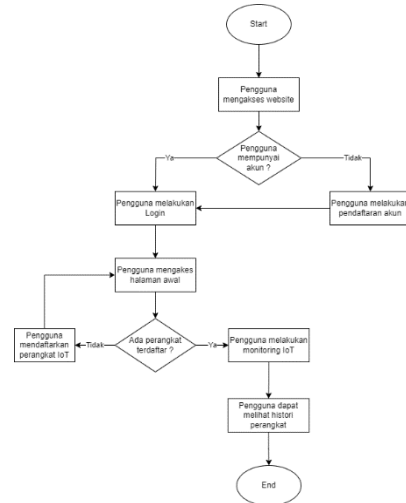 Start
Pengguna
mengakses website
Pengguna
mempunyai
akun ?
Ya
Tidak
Pengguna melakukan
Login
Pengguna melakukan
pendaftaran akun
Pengguna mengakes
halaman awal
Pengguna
mendaftarkan
perangkat IoT
Tidak
Ada perangkat
terdaftar ?
Ya
Pengguna melakukan
monitoring IoT
Pengguna dapat
melihat histori
perangkat
End